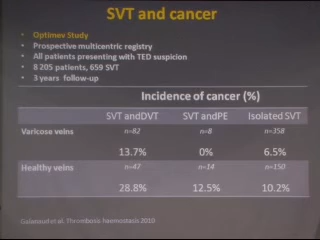 SVT and cancer
• Optimev Study
• Prospective multicentric registry
• All patients presenting with TED suspicion
• 8 205 patients, 659 SVT
• 3 years follow-up
Incidence of cancer (%)
SVT andDVT SVT andPE Isolated SVT
Varicose veins n=82 n=8 n=358
13.7% 0% 6.5%
Healthy veins n=47 n=14 n=150
28.8% 12.5% 10.2%
Galanaud et al. Thrombosis haemostasis 2010